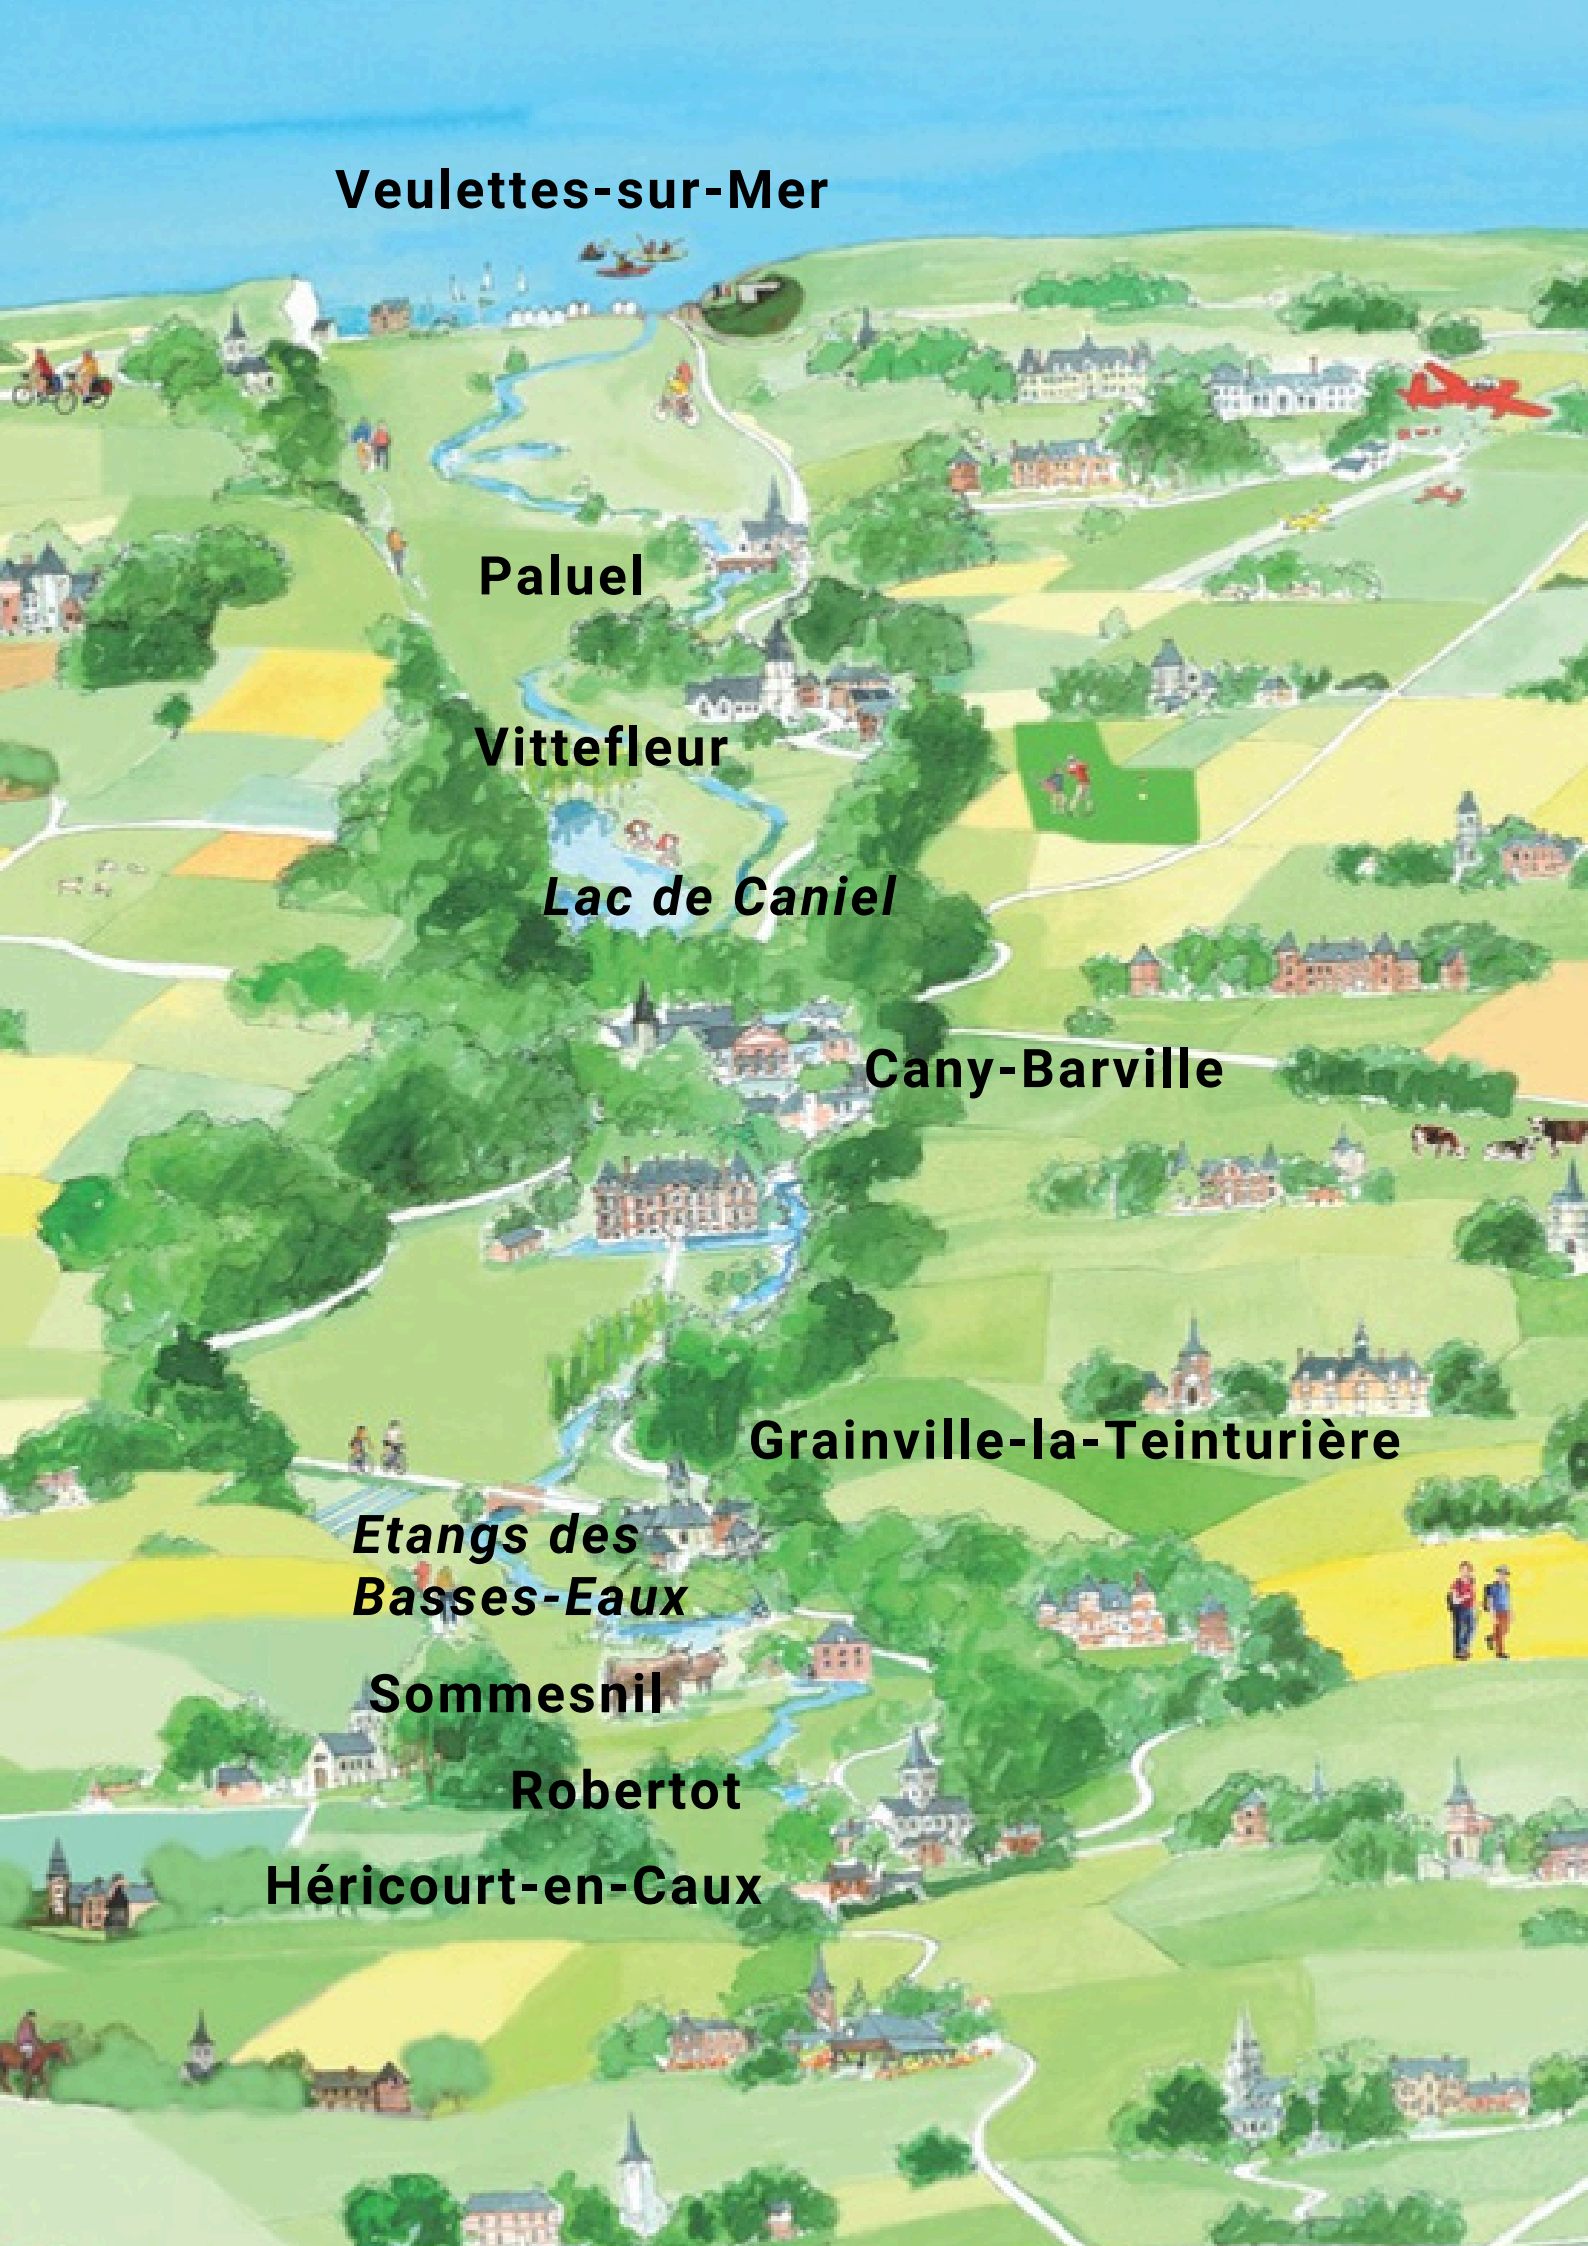 Veulettes-sur-Mer
Paluel
Vittefleur
Lac de Caniel
Cany-Barville
Grainville-la-Teinturière
Etangs des
Basses-Eaux
Sommesnil
Robertot
Héricourt-en-Caux